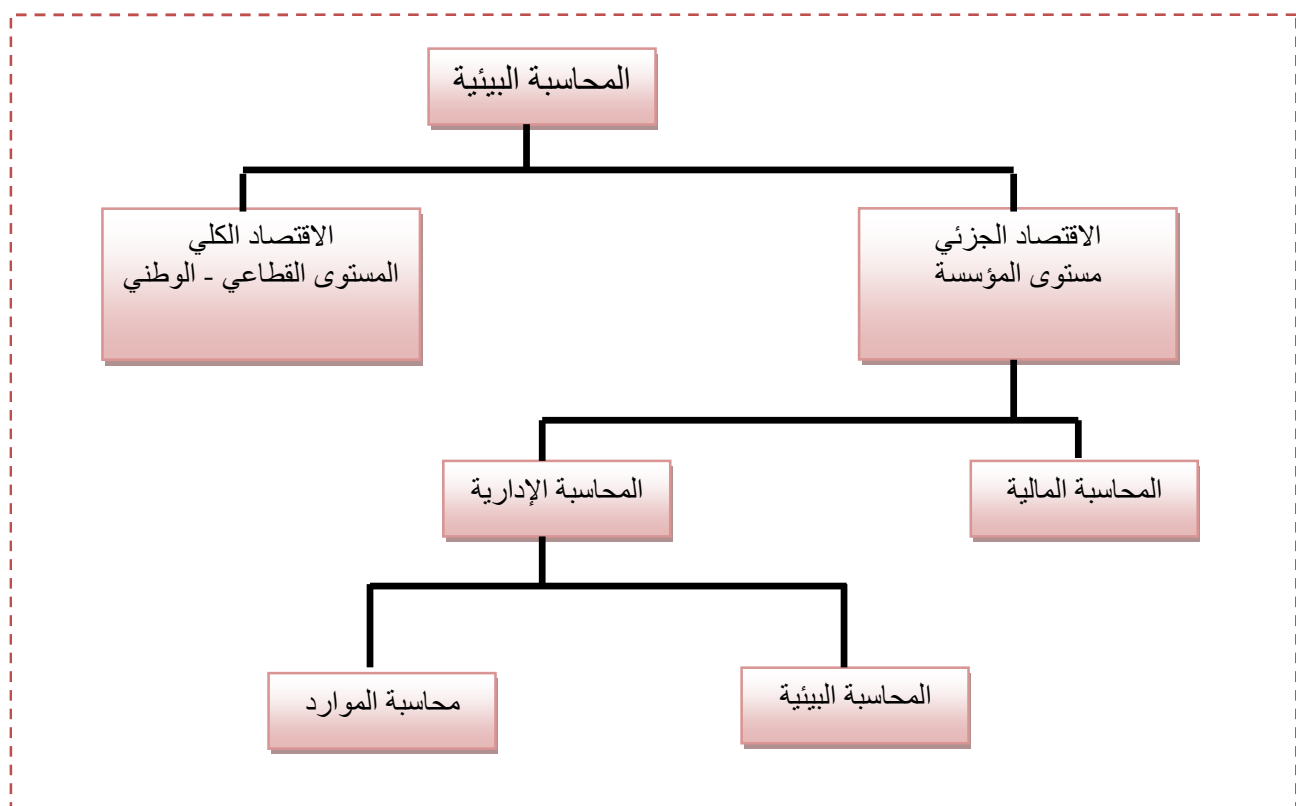 المحاسبة البيئية
الاقتصاد الجزئي
مستوى المؤسسة
الاقتصاد الكلي
المستوى القطاعي - الوطني
المحاسبة المالية
المحاسبة الإدارية
المحاسبة البيئية
محاسبة الموارد